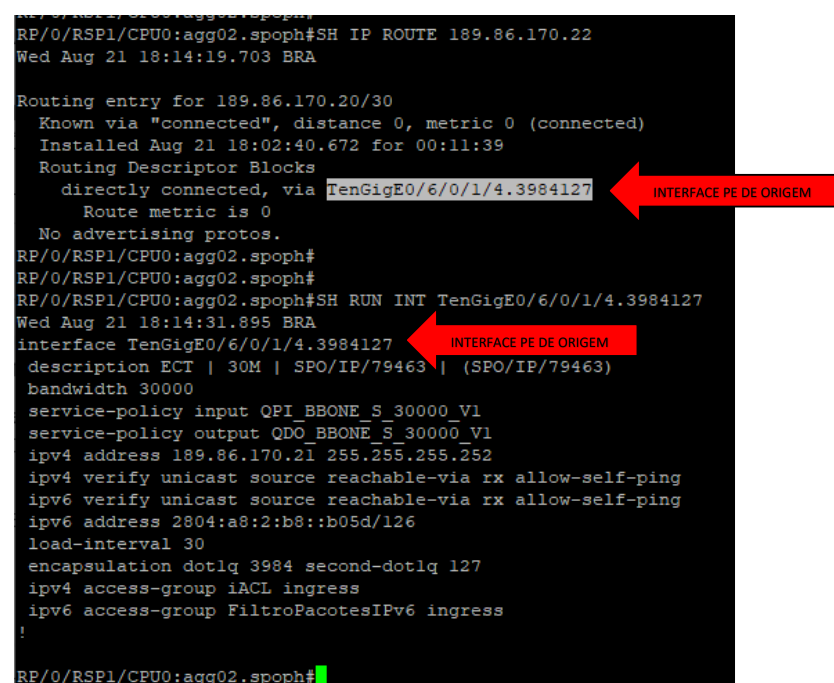 RP/0/RSP1/CPU0:agg02.spoph#
RP/0/RSP1/CPU0:agg02.spoph#SH IP ROUTE 189.86.170.22
Wed Aug 21 18:14:19.703 BRA
Routing entry for 189.86.170.20/30
Known via "connected", distance 0, metric 0 (connected)
Installed Aug 21 18:02:40.672 for 00:11:39
Routing Descriptor Blocks
directly connected, via TenGigE0/6/0/1/4.3984127
INTERFACE PE DE ORIGEM
Route metric is 0
No advertising protos.
RP/0/RSP1/CPU0:agg02.spoph#
RP/0/RSP1/CPU0:agg02.spoph#
RP/0/RSP1/CPU0:agg02.spoph#SH RUN INT TenGigE0/6/0/1/4.3984127
Wed Aug 21 18:14:31.895 BRA
interface TenGigE0/6/0/1/4.3984127
INTERFACE PE DE ORIGEM
description ECT | 30M | SPO/IP/79463 | (SPO/IP/79463)
bandwidth 30000
service-policy input QPI_BBONE_S_30000_V1
service-policy output QDO_BBONE_S_30000_V1
ipv4 address 189.86.170.21 255.255.255.252
ipv4 verify unicast source reachable-via rx allow-self-ping
ipv6 verify unicast source reachable-via rx allow-self-ping
ipv6 address 2804:a8:2:b8::b05d/126
load-interval 30
encapsulation dot1q 3984 second-dot1q 127
ipv4 access-group iACL ingress
ipv6 access-group FiltroPacotesIPv6 ingress
!
RP/0/RSP1/CPU0:agg02.spoph#